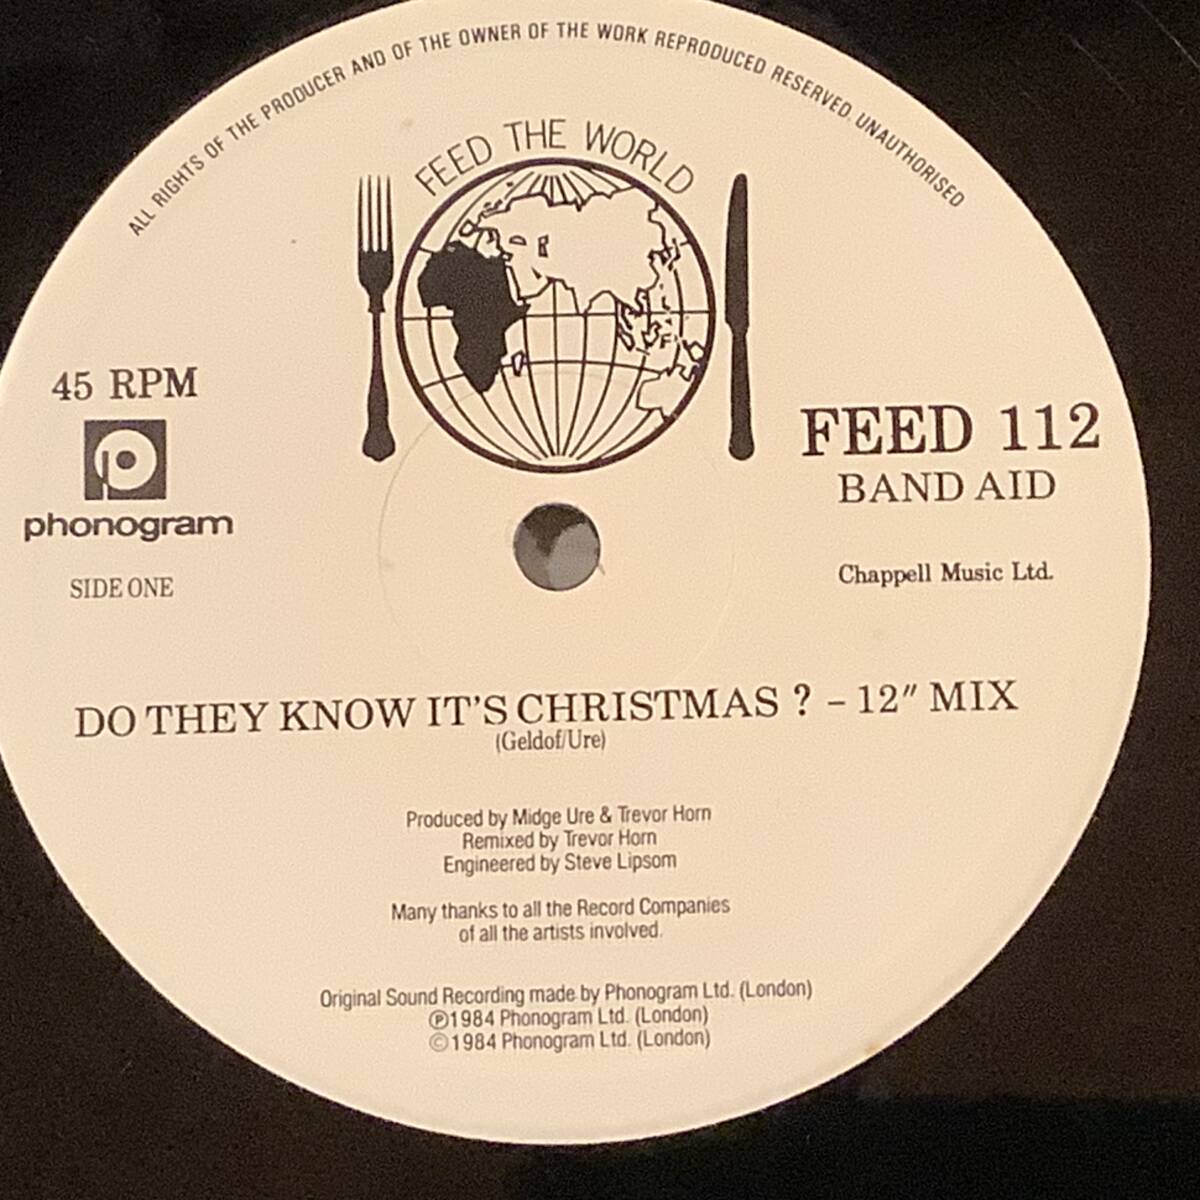 ALL RIGHTS OF THE PRODUCER AND OF THE OWNER OF THE WORK REPRODUCED RESERVED. UNAUTHORISED
FEED THE WORLD
45 RPM
phonogram
SIDE ONE
FEED 112
BAND AID
Chappell Music Ltd.
DO THEY KNOW IT'S CHRISTMAS ? – 12" MIX
(Geldof/Ure)
Produced by Midge Ure & Trevor Horn
Remixed by Trevor Horn
Engineered by Steve Lipsom
Many thanks to all the Record Companies
of all the artists involved.
Original Sound Recording made by Phonogram Ltd. (London)
℗1984 Phonogram Ltd. (London)
©1984 Phonogram Ltd. (London)